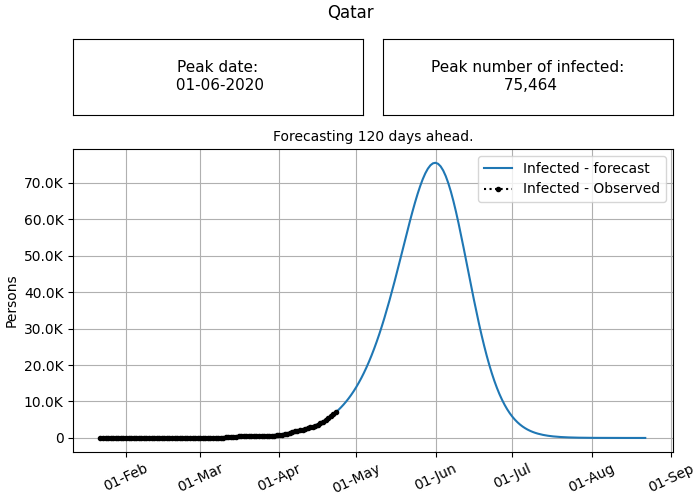 Qatar
Peak date:
01-06-2020
Peak number of infected:
75,464
Forecasting 120 days ahead.
Infected - forecast
Infected - Observed
Persons
70.0K
60.0K
50.0K
40.0K
30.0K
20.0K
10.0K
0
01-Feb
01-Mar
01-Apr
01-May
01-Jun
01-Jul
01-Aug
01-Sep